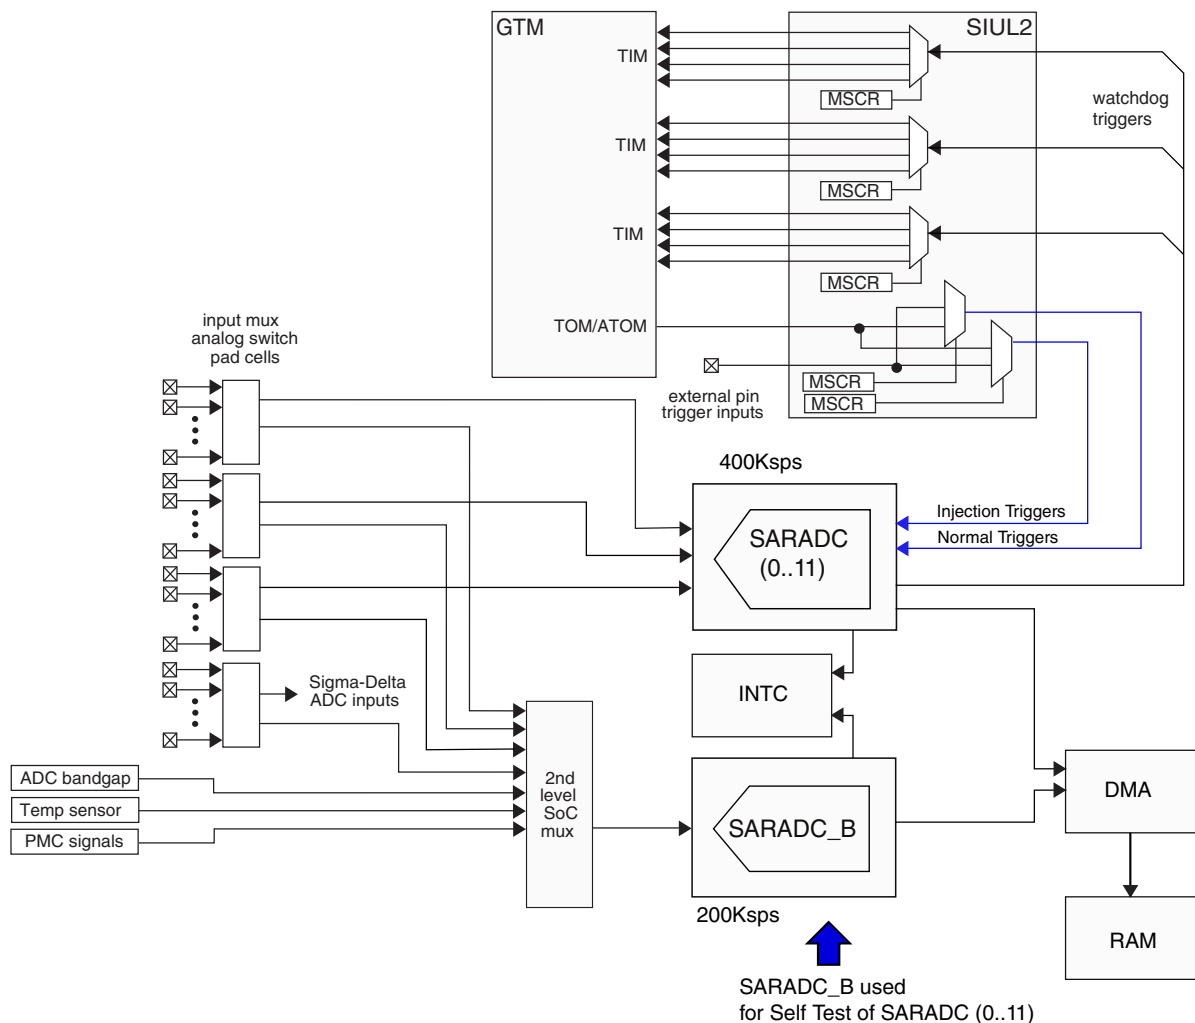 GTM
SIUL2
TIM
MSCR
watchdog
triggers
TIM
MSCR
TIM
MSCR
input mux
analog switch
pad cells
TOM/ATOM
MSCR
MSCR
external pin
trigger inputs
400Ksps
SARADC
(0..11)
Injection Triggers
Normal Triggers
Sigma-Delta
ADC inputs
INTC
ADC bandgap
Temp sensor
PMC signals
2nd
level
SoC
mux
SARADC_B
DMA
200Ksps
RAM
SARADC_B used
for Self Test of SARADC (0..11)